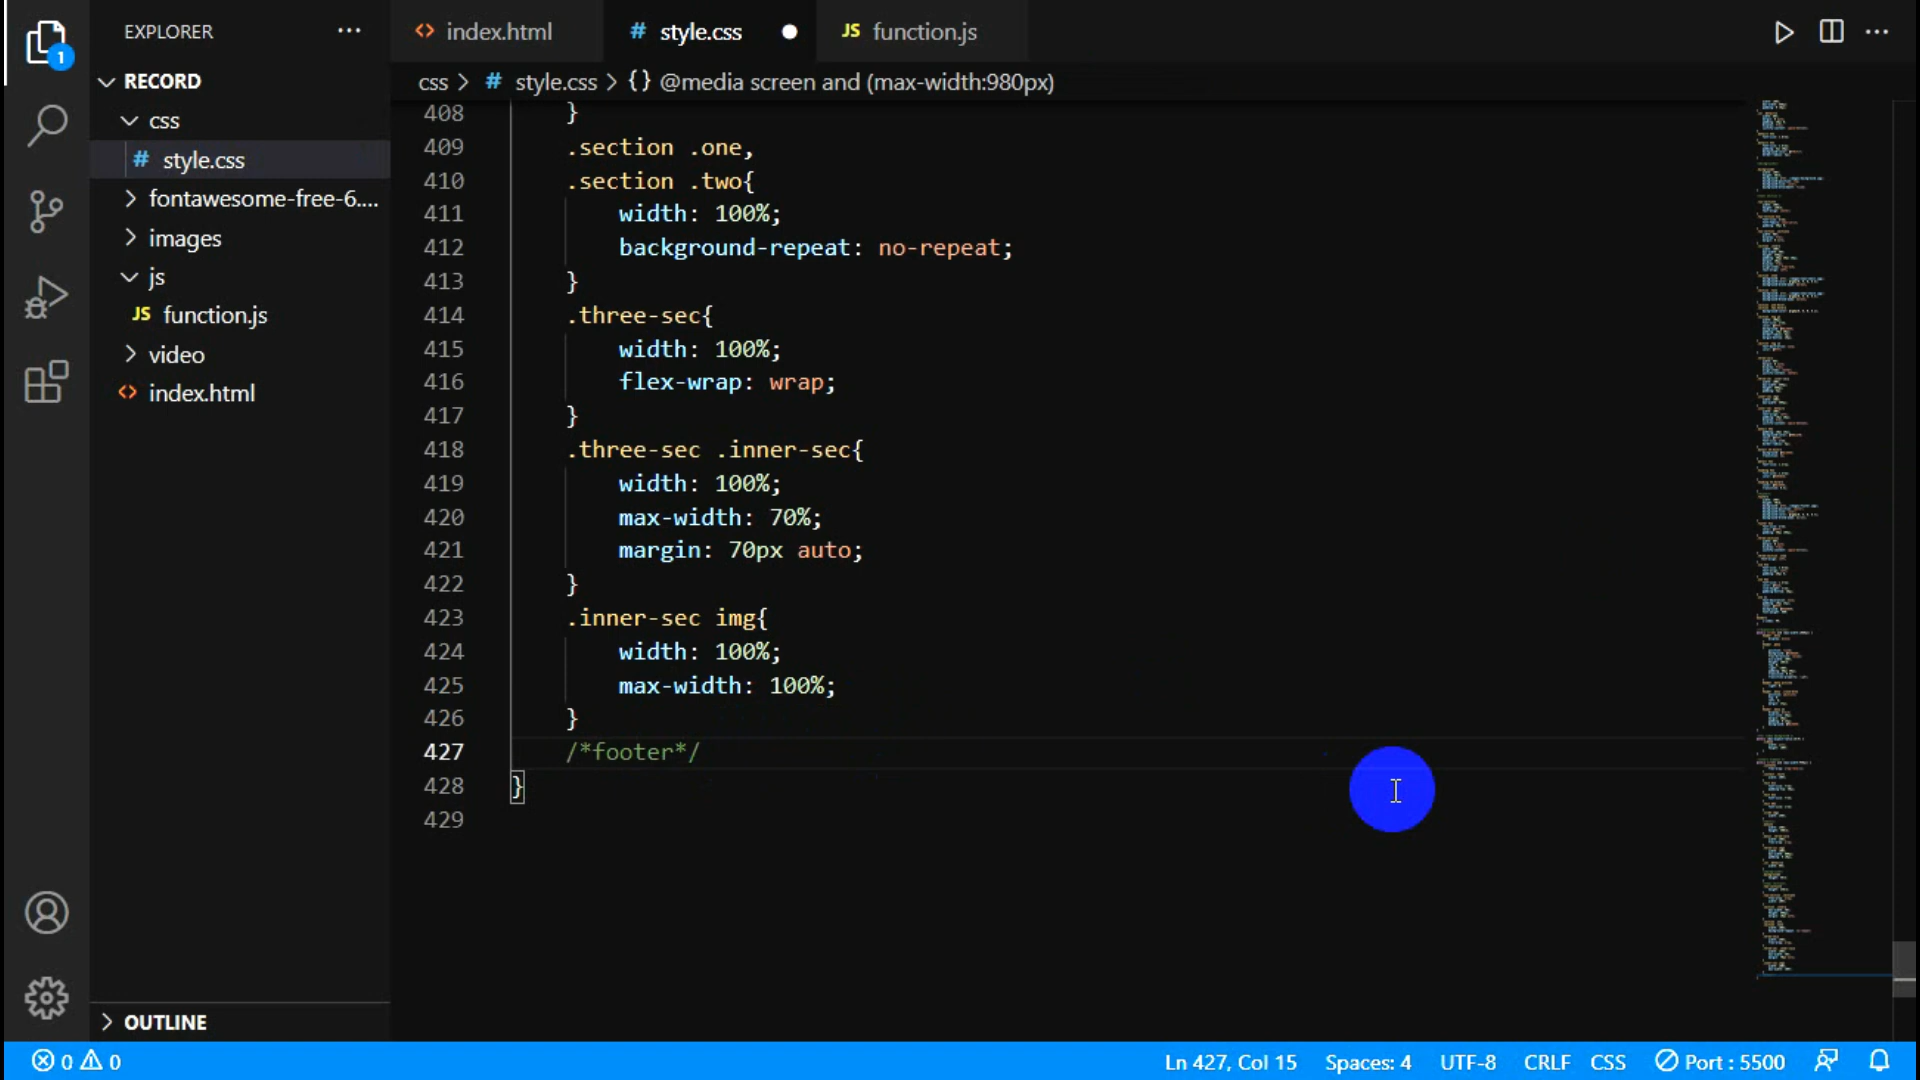 EXPLORER
RECORD
css
# style.css
fontawesome-free-6....
images
js
JS function.js
video
<> index.html
OUTLINE
1
<> index.html
# style.css
JS function.js
css > # style.css > {} @media screen and (max-width:980px)
408 }
409 .section .one,
410 .section .two{
411 width: 100%;
412 background-repeat: no-repeat;
413 }
414 .three-sec{
415 width: 100%;
416 flex-wrap: wrap;
417 }
418 .three-sec .inner-sec{
419 width: 100%;
420 max-width: 70%;
421 margin: 70px auto;
422 }
423 .inner-sec img{
424 width: 100%;
425 max-width: 100%;
426 }
427 /*footer*/
428 }
429
0 0
Ln 427, Col 15 Spaces: 4 UTF-8 CRLF CSS Port : 5500